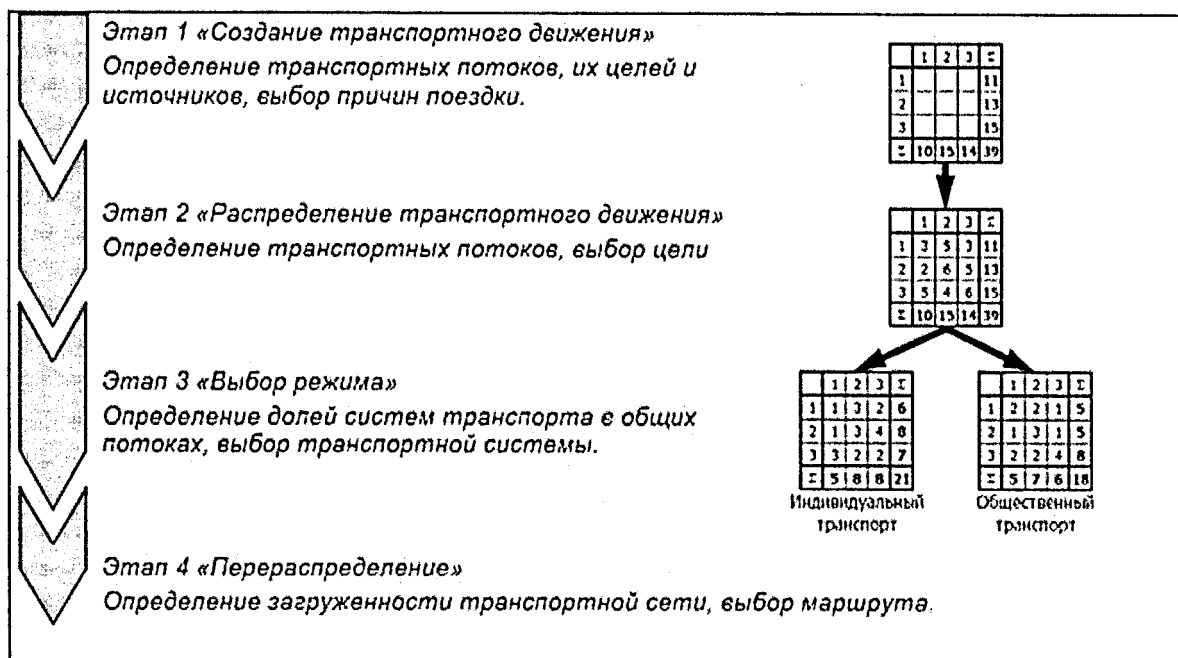 Этап 1 «Создание транспортного движения»
Определение транспортных потоков, их целей и
источников, выбор причин поездки.
1 2 3 Σ
1 11
2 13
3 15
Σ 10 15 14 39
Этап 2 «Распределение транспортного движения»
Определение транспортных потоков, выбор цели
1 2 3 Σ
1 3 5 3 11
2 2 6 5 13
3 5 4 6 15
Σ 10 15 14 39
Этап 3 «Выбор режима»
Определение долей систем транспорта в общих
потоках, выбор транспортной системы.
1 2 3 Σ
1 1 3 2 6
2 1 3 4 8
3 3 2 2 7
Σ 5 8 8 21
Индивидуальный
транспорт
1 2 3 Σ
1 2 2 1 5
2 1 3 1 5
3 2 2 4 8
Σ 5 7 6 18
Общественный
транспорт
Этап 4 «Перераспределение»
Определение загруженности транспортной сети, выбор маршрута.